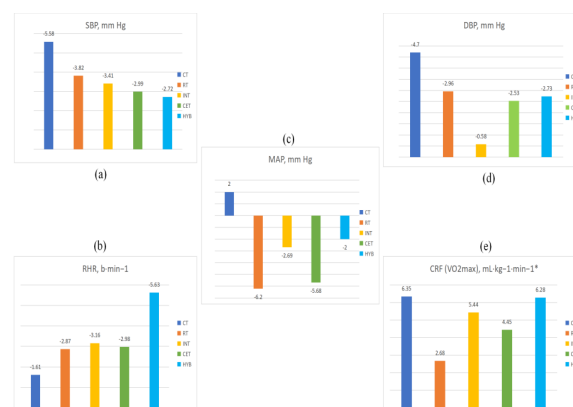 SBP, mm Hg
-5.58
-3.82
-3.41
-2.99
-2.72
CT
RT
INT
CET
HYB
(a)
DBP, mm Hg
-4.7
-2.96
-0.58
-2.53
-2.73
(d)
(c)
MAP, mm Hg
2
-6.2
-2.69
-5.68
-2
CT
RT
INT
CET
HYB
(b)
RHR, b·min−1
-1.61
-2.87
-3.16
-2.98
-5.63
CT
RT
INT
CET
HYB
(e)
CRF (VO2max), mL·kg−1·min−1*
6.35
2.68
5.44
4.45
6.28